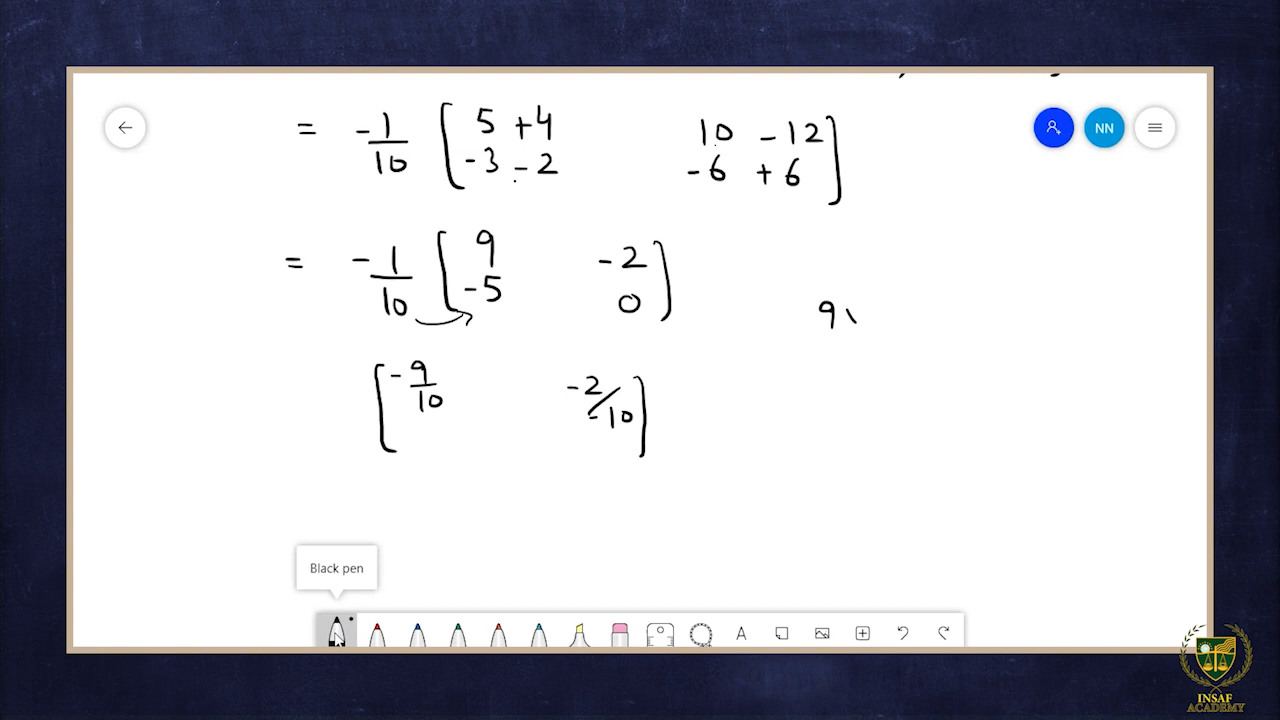 = -1/10 [ 5 +4    10 -12 ]
[ -3 -2    -6 +6 ]
NN
= -1/10 [ 9    -2 ]
[ -5    0 ]
9
[ -9/10    -2/-10 ]
Black pen
A
INSAF
ACADEMY